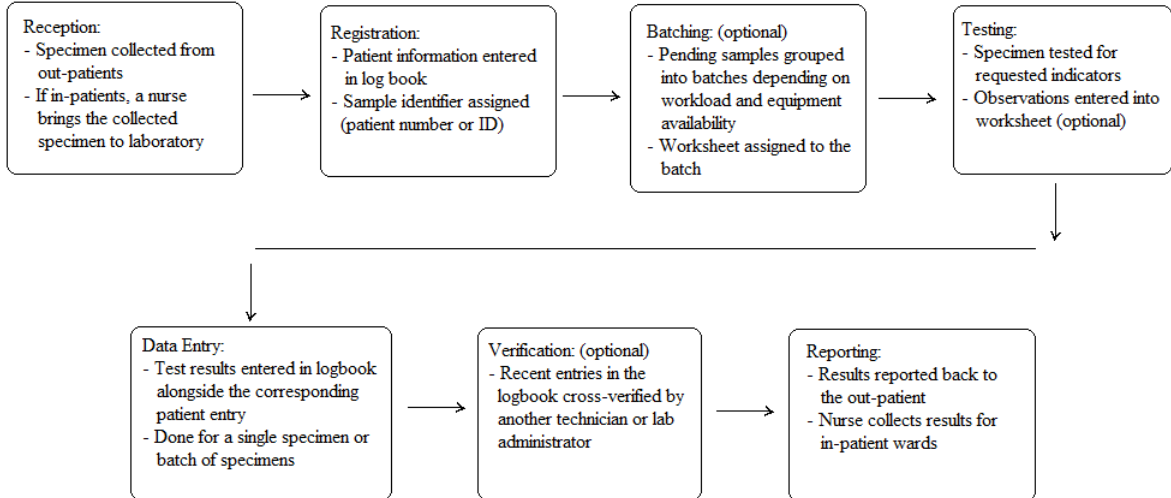 Reception:
- Specimen collected from
out-patients
- If in-patients, a nurse
brings the collected
specimen to laboratory
Registration:
- Patient information entered
in log book
- Sample identifier assigned
(patient number or ID)
Batching: (optional)
- Pending samples grouped
into batches depending on
workload and equipment
availability
- Worksheet assigned to the
batch
Testing:
- Specimen tested for
requested indicators
- Observations entered into
worksheet (optional)
Data Entry:
- Test results entered in logbook
alongside the corresponding
patient entry
- Done for a single specimen or
batch of specimens
Verification: (optional)
- Recent entries in the
logbook cross-verified by
another technician or lab
administrator
Reporting:
- Results reported back to
the out-patient
- Nurse collects results for
in-patient wards